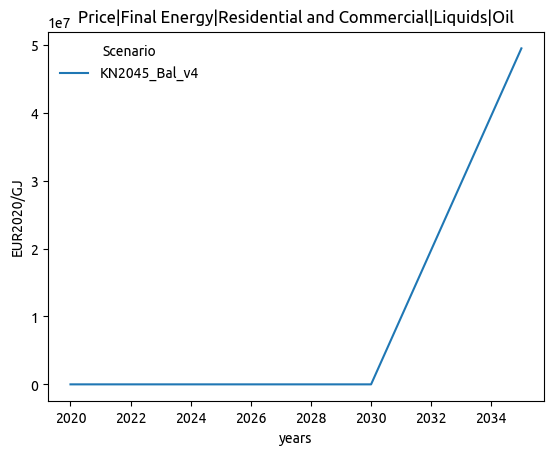 Price|Final Energy|Residential and Commercial|Liquids|Oil
1e7
Scenario
KN2045_Bal_v4
5
4
3
2
1
0
EUR2020/GJ
2020 2022 2024 2026 2028 2030 2032 2034
years